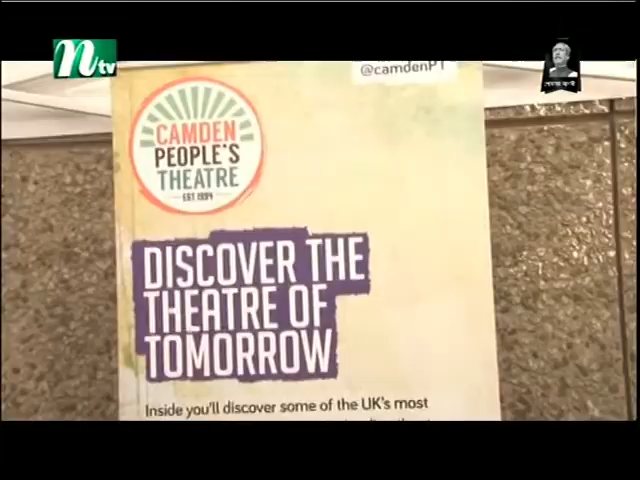 ntv
@camdenPT
CAMDEN
PEOPLE'S
THEATRE
EST 1994
DISCOVER THE
THEATRE OF
TOMORROW
Inside you'll discover some of the UK's most